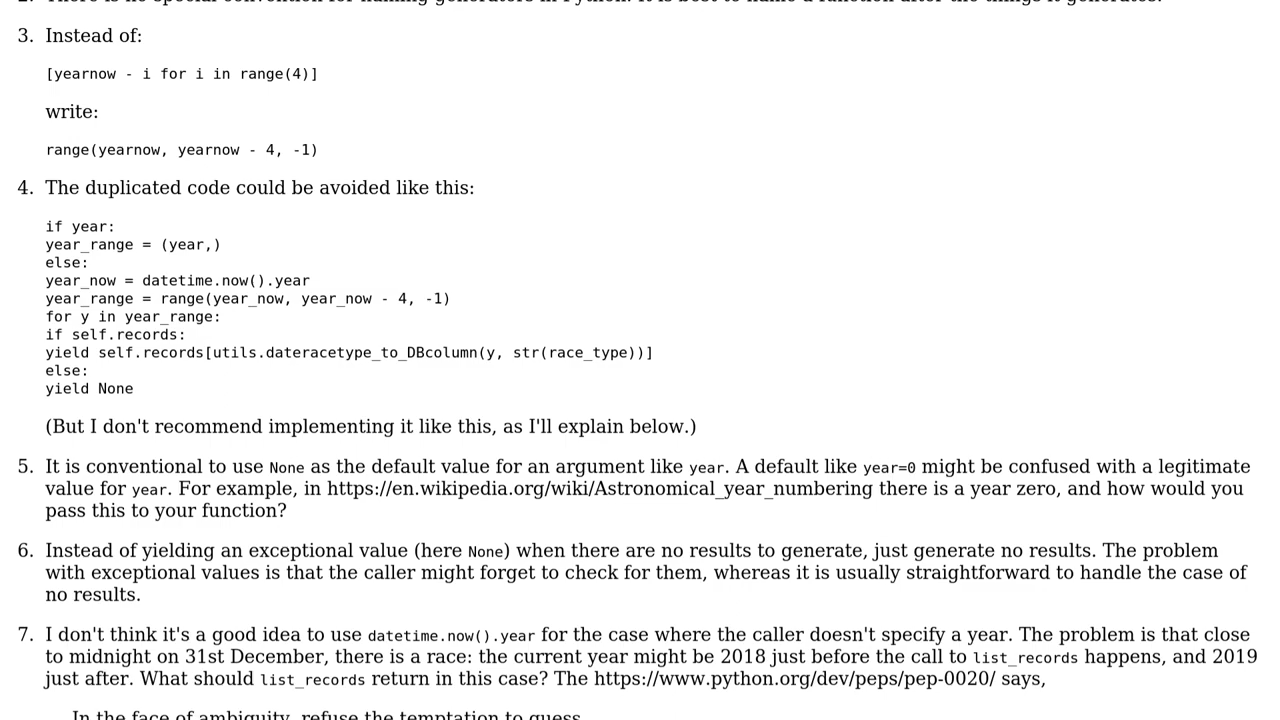 3. Instead of:
[yearnow - i for i in range(4)]
write:
range(yearnow, yearnow - 4, -1)
4. The duplicated code could be avoided like this:
if year:
year_range = (year,)
else:
year_now = datetime.now().year
year_range = range(year_now, year_now - 4, -1)
for y in year_range:
if self.records:
yield self.records[utils.dateracetype_to_DBcolumn(y, str(race_type))]
else:
yield None
(But I don't recommend implementing it like this, as I'll explain below.)
5. It is conventional to use None as the default value for an argument like year. A default like year=0 might be confused with a legitimate
value for year. For example, in https://en.wikipedia.org/wiki/Astronomical_year_numbering there is a year zero, and how would you
pass this to your function?
6. Instead of yielding an exceptional value (here None) when there are no results to generate, just generate no results. The problem
with exceptional values is that the caller might forget to check for them, whereas it is usually straightforward to handle the case of
no results.
7. I don't think it's a good idea to use datetime.now().year for the case where the caller doesn't specify a year. The problem is that close
to midnight on 31st December, there is a race: the current year might be 2018 just before the call to list_records happens, and 2019
just after. What should list_records return in this case? The https://www.python.org/dev/peps/pep-0020/ says,
In the face of ambiguity, refuse the temptation to guess.